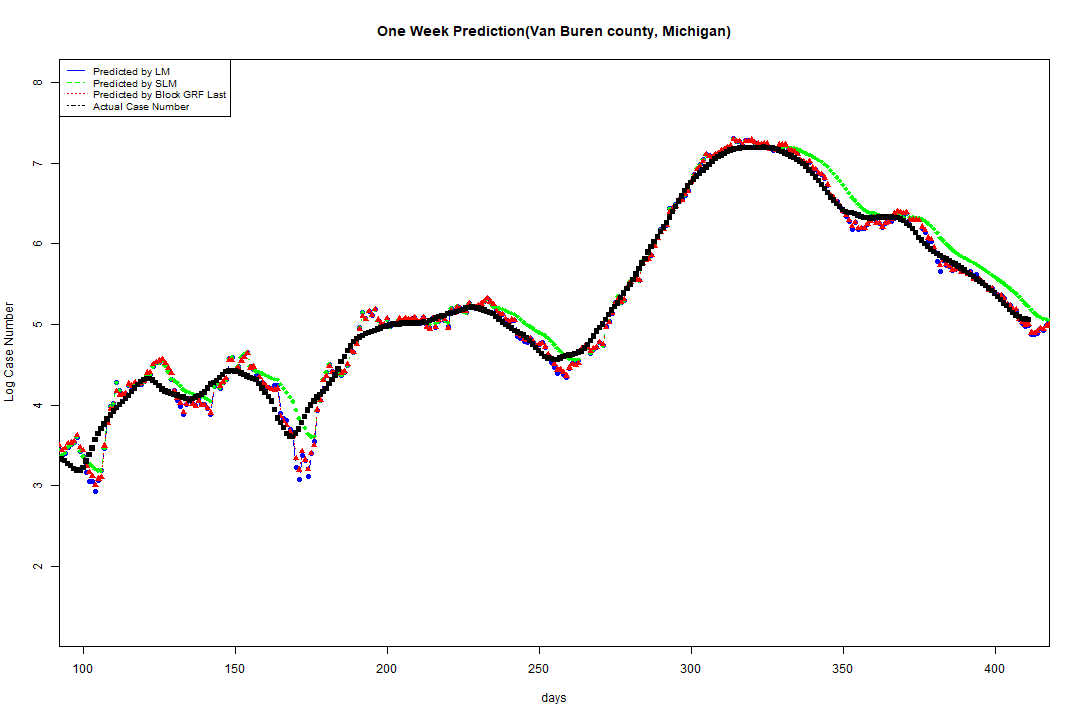 One Week Prediction(Van Buren county, Michigan)
Predicted by LM
Predicted by SLM
Predicted by Block GRF Last
Actual Case Number
8
7
6
5
4
3
2
Log Case Number
100 150 200 250 300 350 400
days